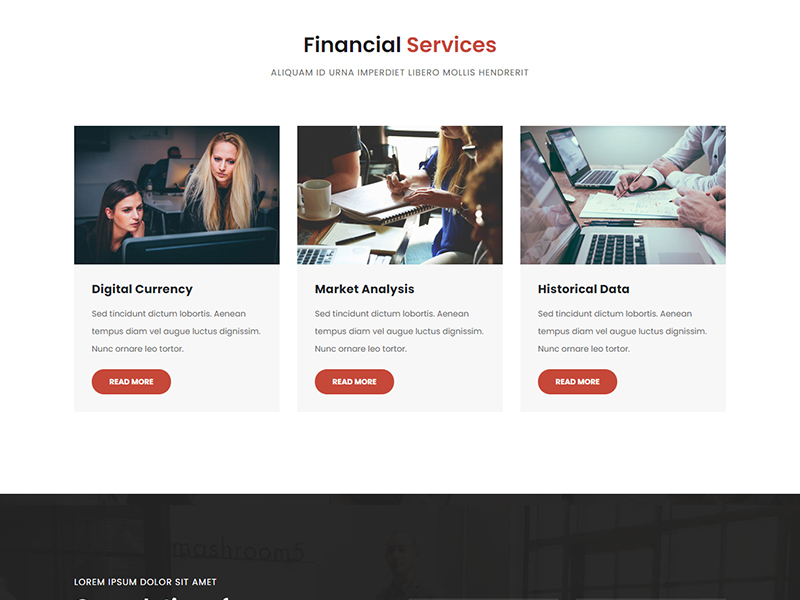 Financial Services
ALIQUAM ID URNA IMPERDIET LIBERO MOLLIS HENDRERIT
Digital Currency
Sed tincidunt dictum lobortis. Aenean
tempus diam vel augue luctus dignissim.
Nunc ornare leo tortor.
READ MORE
Market Analysis
Sed tincidunt dictum lobortis. Aenean
tempus diam vel augue luctus dignissim.
Nunc ornare leo tortor.
READ MORE
Historical Data
Sed tincidunt dictum lobortis. Aenean
tempus diam vel augue luctus dignissim.
Nunc ornare leo tortor.
READ MORE
mashroom5
LOREM IPSUM DOLOR SIT AMET